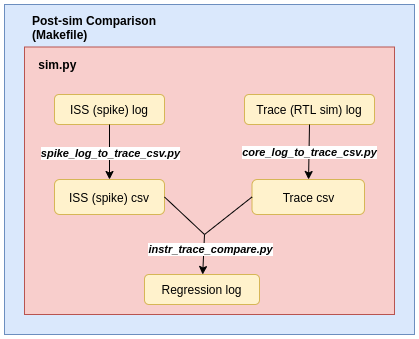 Post-sim Comparison
(Makefile)
sim.py
ISS (spike) log
Trace (RTL sim) log
spike_log_to_trace_csv.py
core_log_to_trace_csv.py
ISS (spike) csv
Trace csv
instr_trace_compare.py
Regression log